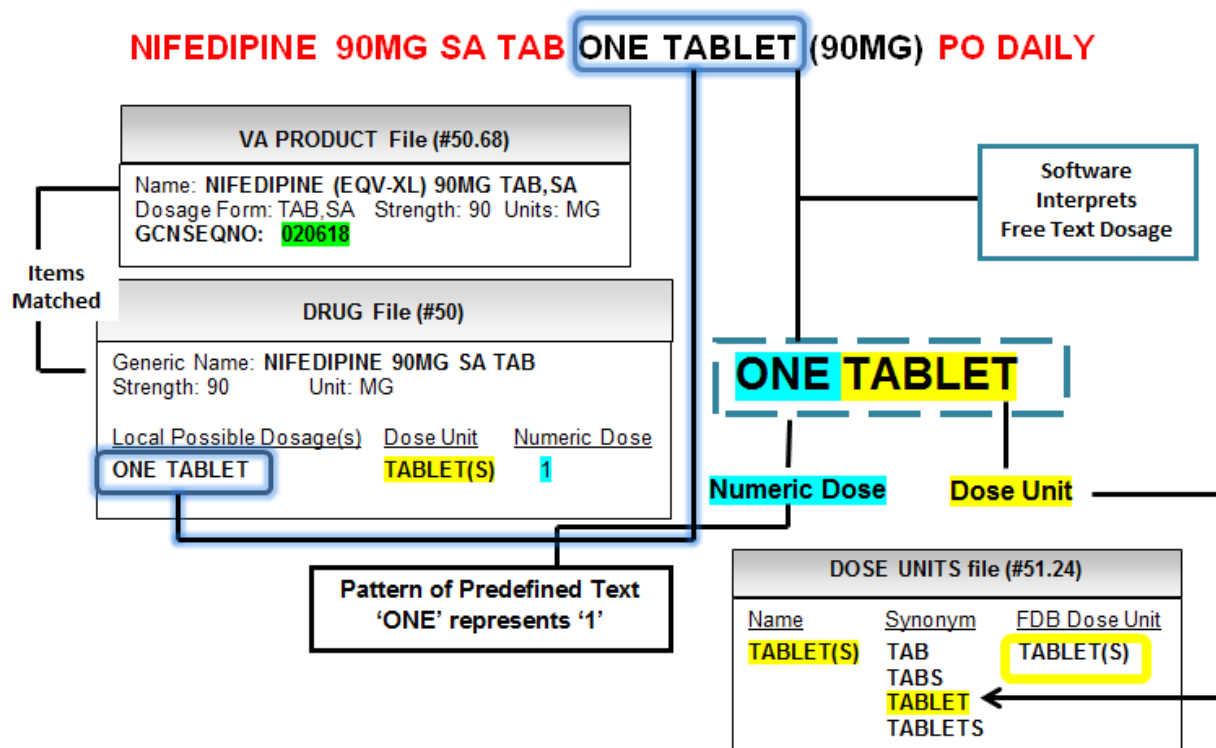 NIFEDIPINE 90MG SA TAB ONE TABLET (90MG) PO DAILY
VA PRODUCT File (#50.68)
Name: NIFEDIPINE (EQV-XL) 90MG TAB,SA
Dosage Form: TAB,SA Strength: 90 Units: MG
GCNSEQNO: 020618
Software
Interprets
Free Text Dosage
Items
Matched
DRUG File (#50)
Generic Name: NIFEDIPINE 90MG SA TAB
Strength: 90 Unit: MG
Local Possible Dosage(s) Dose Unit Numeric Dose
ONE TABLET TABLET(S) 1
ONE TABLET
Numeric Dose Dose Unit
Pattern of Predefined Text
‘ONE’ represents ‘1’
DOSE UNITS file (#51.24)
Name Synonym FDB Dose Unit
TABLET(S) TAB TABLET(S)
TABS
TABLET
TABLETS